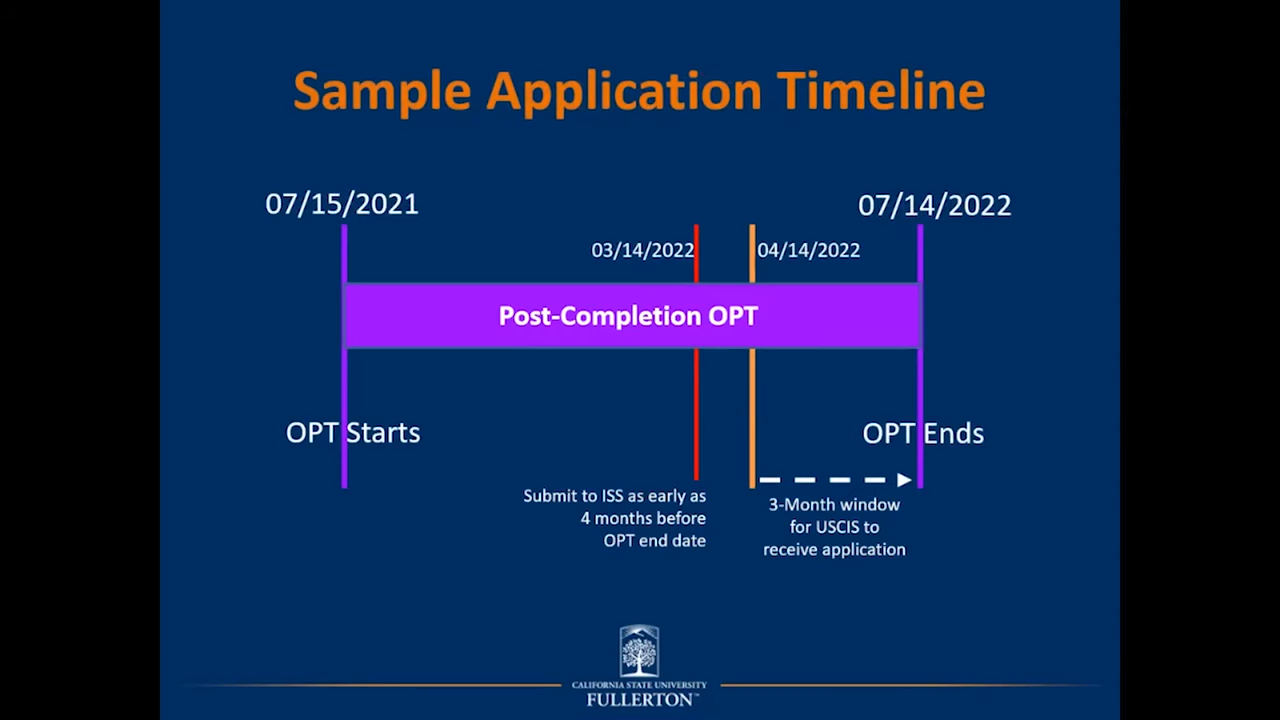 Sample Application Timeline
07/15/2021
07/14/2022
03/14/2022
04/14/2022
Post-Completion OPT
OPT Starts
OPT Ends
Submit to ISS as early as
4 months before
OPT end date
3-Month window
for USCIS to
receive application
CALIFORNIA STATE UNIVERSITY
FULLERTON™